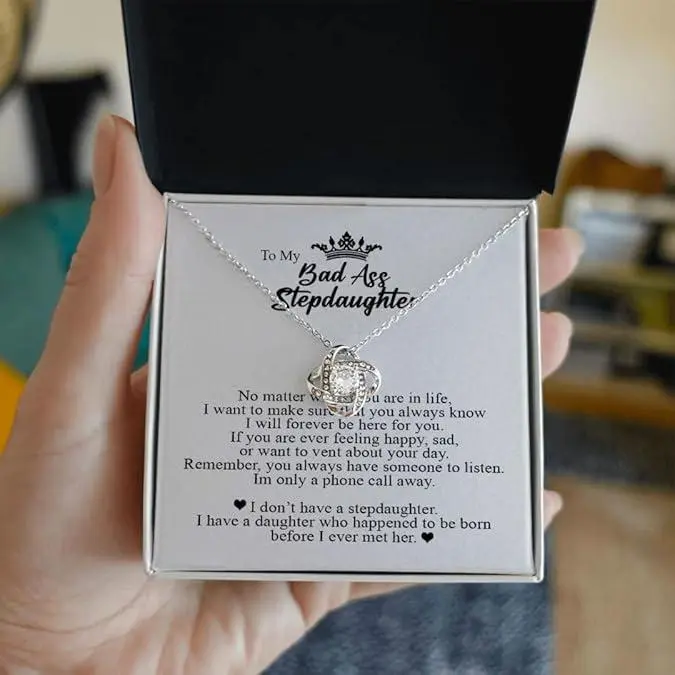 To My
Bad Ass
Stepdaughter
No matter you are in life,
I want to make sure that you always know
I will forever be here for you.
If you are ever feeling happy, sad,
or want to vent about your day.
Remember, you always have someone to listen.
Im only a phone call away.
🖤 I don't have a stepdaughter.
I have a daughter who happened to be born
before I ever met her. 🖤